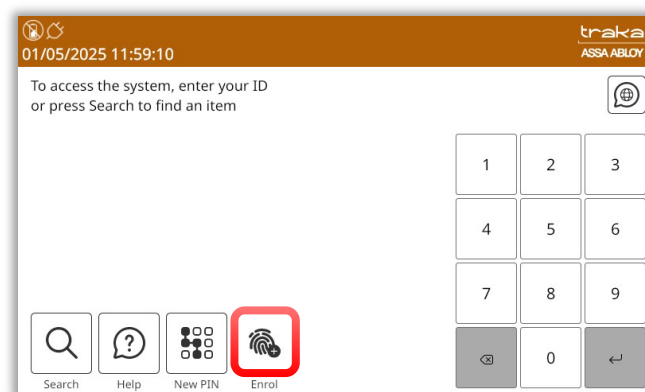 01/05/2025 11:59:10
traka
ASSA ABLOY
To access the system, enter your ID
or press Search to find an item
1 2 3
4 5 6
7 8 9
0
Search Help New PIN Enrol